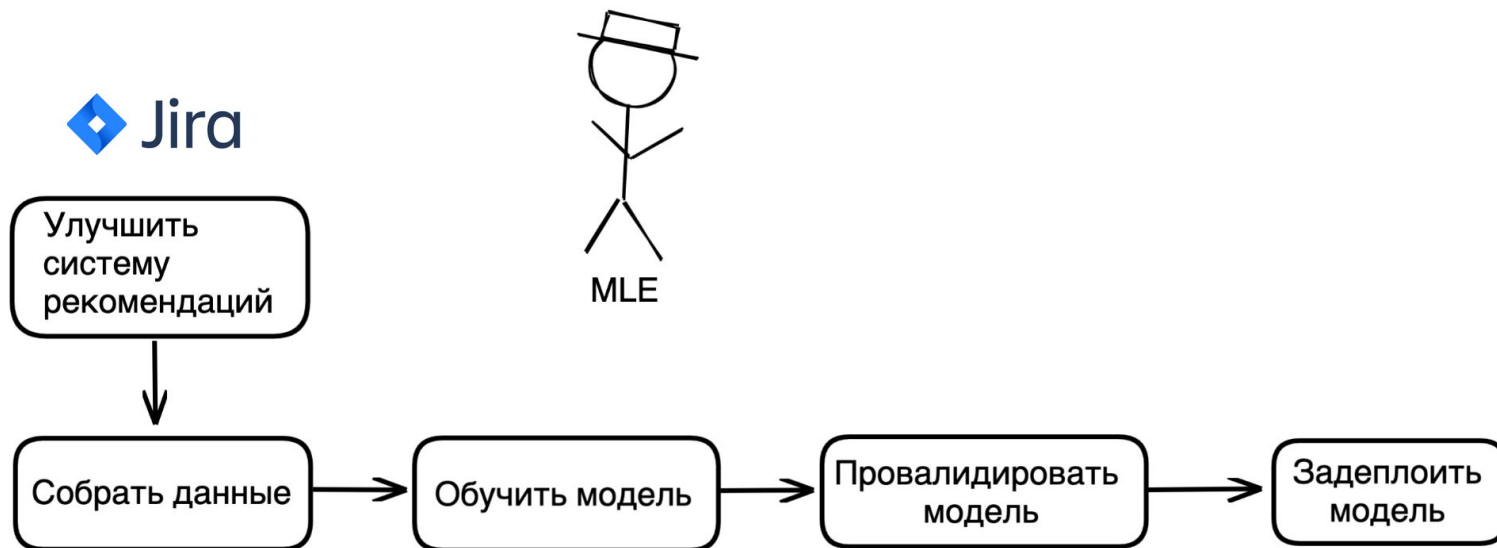 Jira
MLE
Улучшить
систему
рекомендаций
Собрать данные
Обучить модель
Провалидировать
модель
Задеплоить
модель